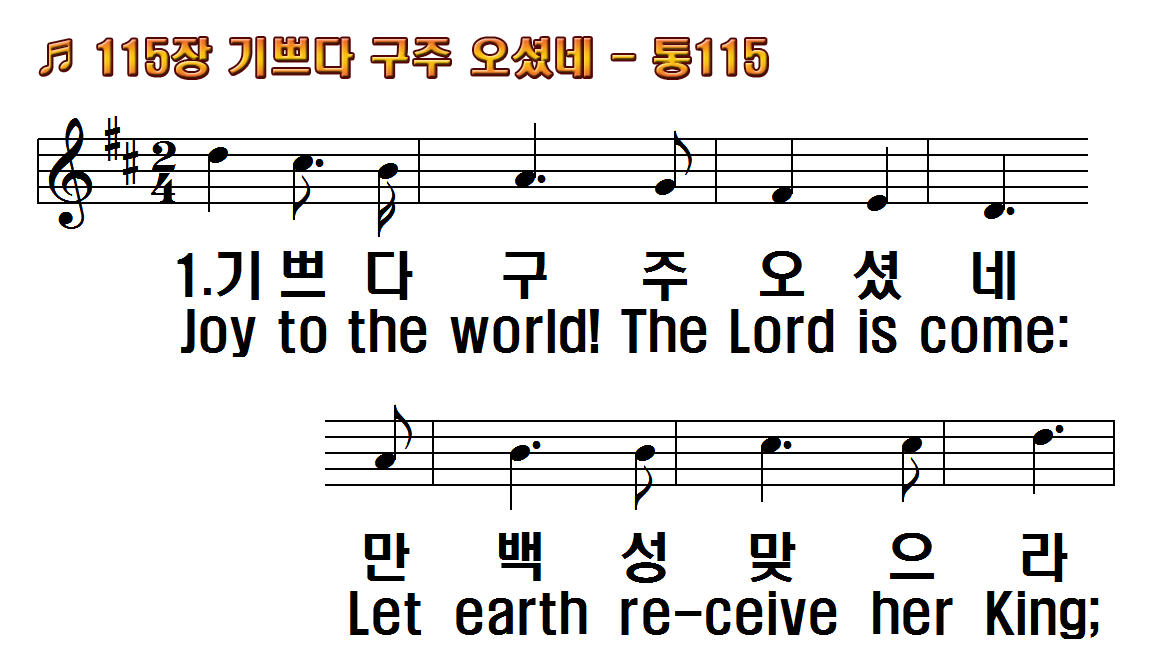 ♬ 115장 기쁘다 구주 오셨네 - 통115
2
4
1.기 쁘 다 구 주 오 셨 네
Joy to the world! The Lord is come:
만 백 성 맞 으 라
Let earth re-ceive her King;